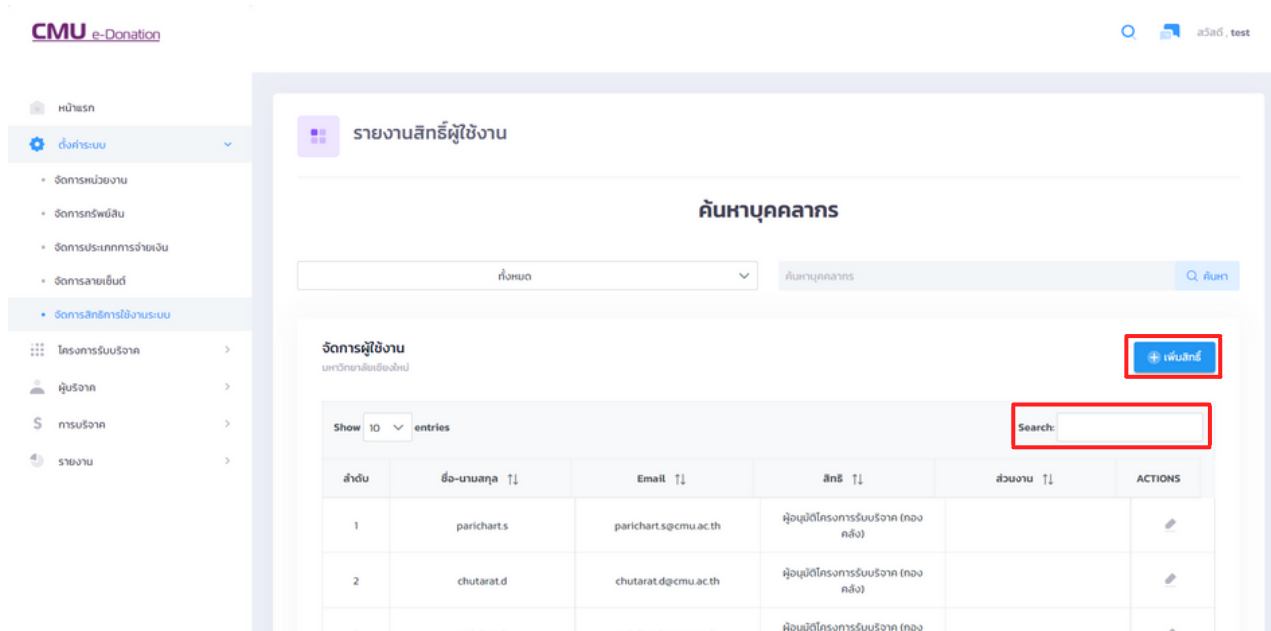 CMU e-Donation
สวัสดี , test
หน้าแรก
ตั้งค่าระบบ
จัดการหน่วยงาน
จัดการทรัพย์สิน
จัดการประเภทการจ่ายเงิน
จัดการลายเซ็นต์
จัดการสิทธิการใช้งานระบบ
โครงการรับบริจาค
ผู้บริจาค
การบริจาค
รายงาน
รายงานสิทธิ์ผู้ใช้งาน
ค้นหาบุคคลากร
ทั้งหมด
ค้นหาบุคคลากร
ค้นหา
จัดการผู้ใช้งาน
มหาวิทยาลัยเชียงใหม่
เพิ่มสิทธิ์
Show 10 entries
Search:
ลำดับ ชื่อ-นามสกุล Email สิทธิ ส่วนงาน ACTIONS
1 parichart.s parichart.s@cmu.ac.th ผู้อนุมัติโครงการรับบริจาค (กอง
คลัง)
2 chutarat.d chutarat.d@cmu.ac.th ผู้อนุมัติโครงการรับบริจาค (กอง
คลัง)
ผู้อนุมัติโครงการรับบริจาค (กอง